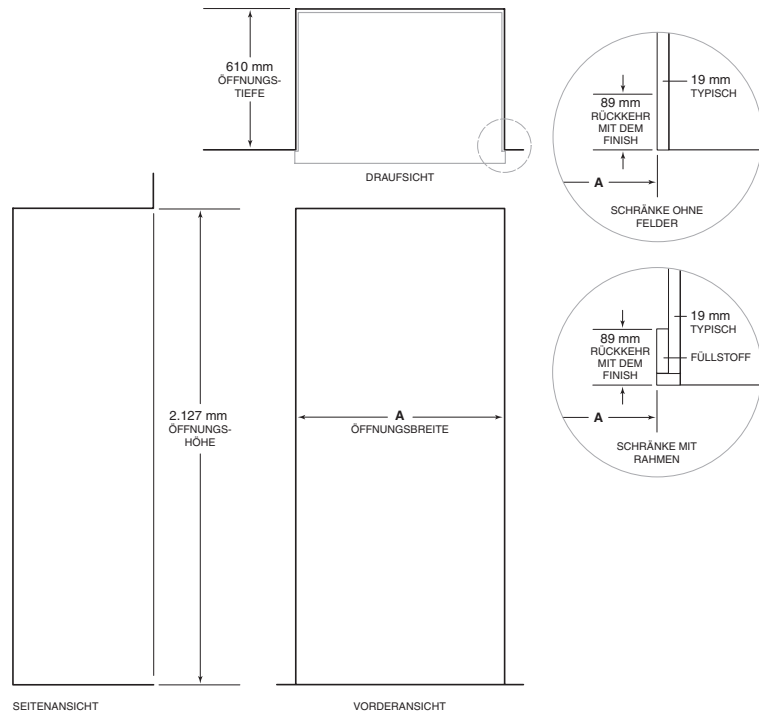 610 mm
ÖFFNUNGS-
TIEFE
DRAUFSICHT
19 mm
TYPISCH
89 mm
RÜCKKEHR
MIT DEM
FINISH
A
SCHRÄNKE OHNE
FELDER
19 mm
TYPISCH
89 mm
RÜCKKEHR
MIT DEM
FINISH
FÜLLSTOFF
A
SCHRÄNKE MIT
RAHMEN
2.127 mm
ÖFFNUNGS-
HÖHE
A
ÖFFNUNGSBREITE
SEITENANSICHT
VORDERANSICHT